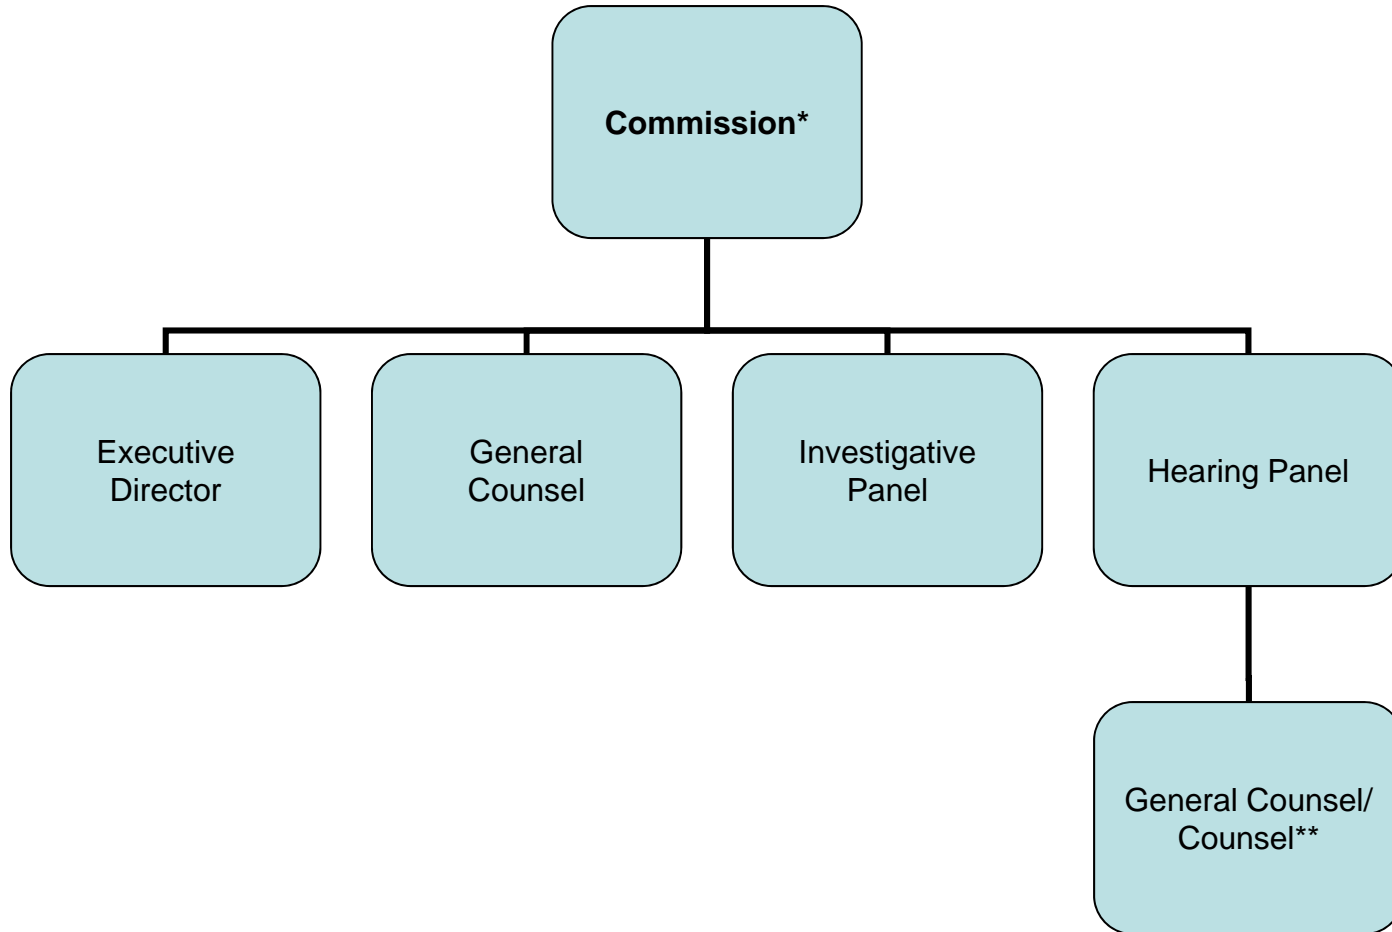 Commission*
Executive
Director
General
Counsel
Investigative
Panel
Hearing Panel
General Counsel/
Counsel**